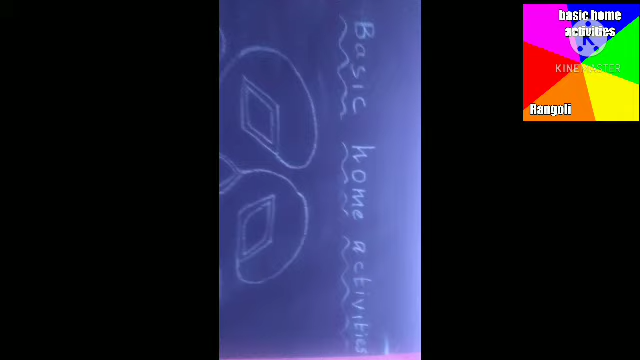 Basic home activities
basic home
activities
KINEMASTER
Rangoli